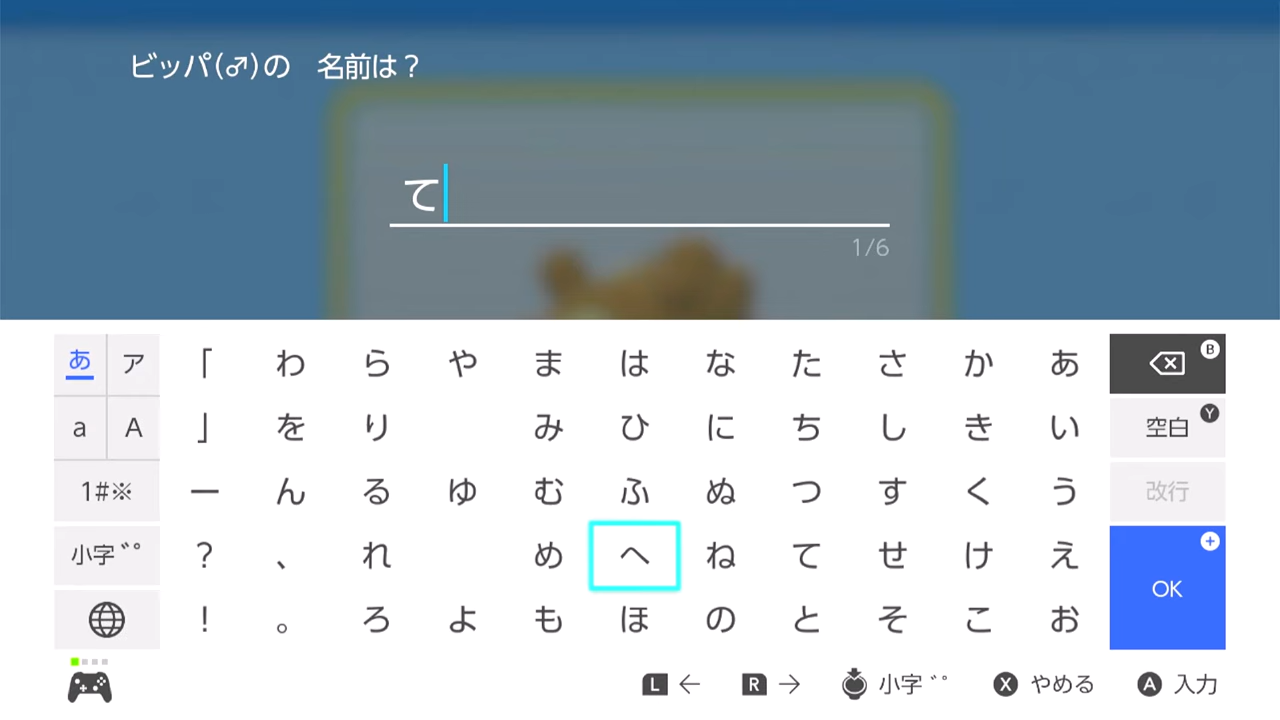 ビッパ(♂)の　名前は？
て
1/6
あ ア 「 わ ら や ま は な た さ か あ B
a A 」 を り み ひ に ち し き い 空白 Y
1#※ ー ん る ゆ む ふ ぬ つ す く う 改行
小字゛゜ ？ 、 れ め へ ね て せ け え +
！ 。 ろ よ も ほ の と そ こ お OK
L ← R → 小字゛゜ X やめる A 入力